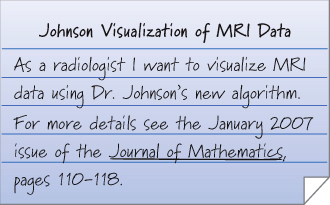 Johnson Visualization of MRI Data
As a radiologist I want to visualize MRI
data using Dr. Johnson's new algorithm.
For more details see the January 2007
issue of the Journal of Mathematics,
pages 110-118.